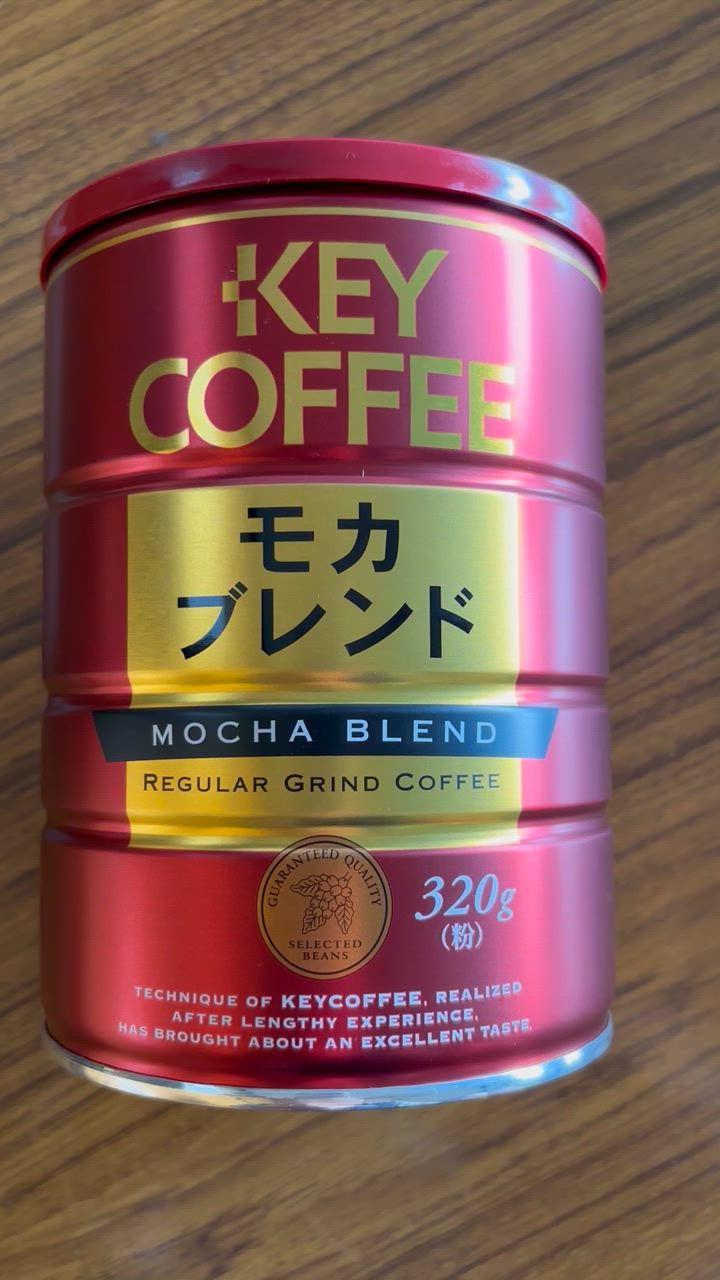 KEY
COFFEE
モカ
ブレンド
MOCHA BLEND
REGULAR GRIND COFFEE
GUARANTEED QUALITY
SELECTED
BEANS
320g
(粉)
TECHNIQUE OF KEYCOFFEE, REALIZED
AFTER LENGTHY EXPERIENCE,
HAS BROUGHT ABOUT AN EXCELLENT TASTE.